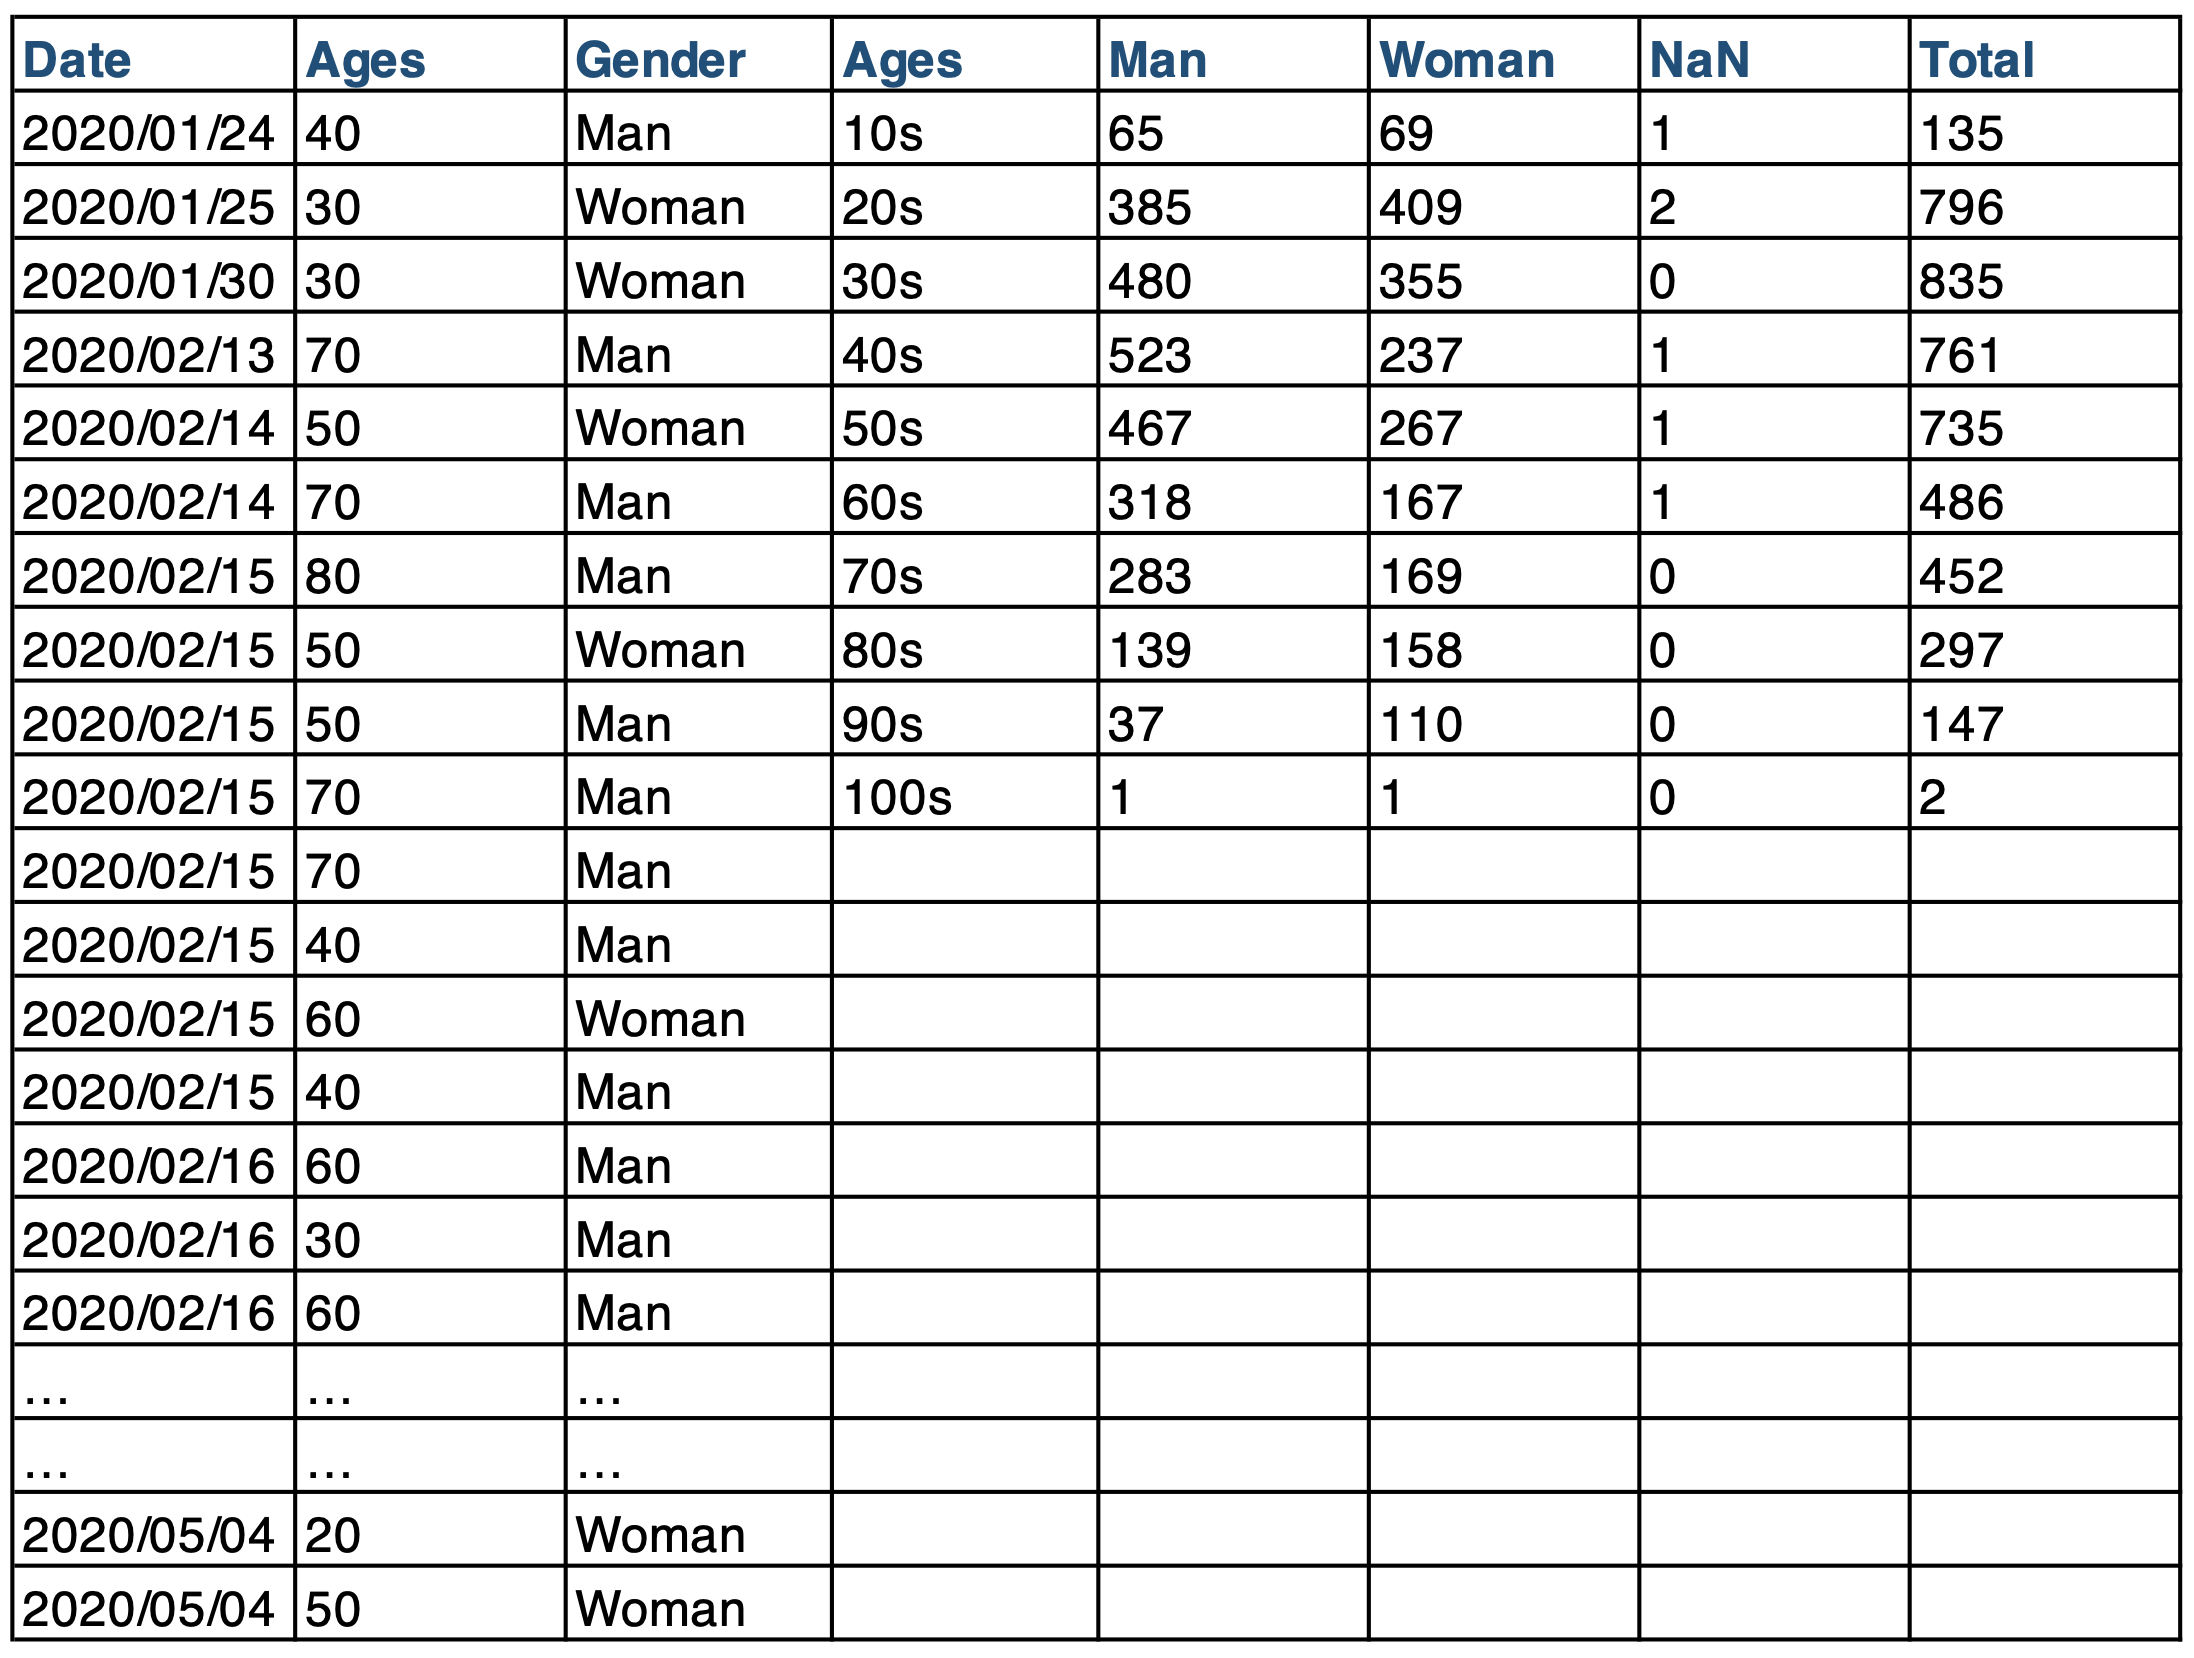 Date Ages Gender Ages Man Woman NaN Total
2020/01/24 40 Man 10s 65 69 1 135
2020/01/25 30 Woman 20s 385 409 2 796
2020/01/30 30 Woman 30s 480 355 0 835
2020/02/13 70 Man 40s 523 237 1 761
2020/02/14 50 Woman 50s 467 267 1 735
2020/02/14 70 Man 60s 318 167 1 486
2020/02/15 80 Man 70s 283 169 0 452
2020/02/15 50 Woman 80s 139 158 0 297
2020/02/15 50 Man 90s 37 110 0 147
2020/02/15 70 Man 100s 1 1 0 2
2020/02/15 70 Man
2020/02/15 40 Man
2020/02/15 60 Woman
2020/02/15 40 Man
2020/02/16 60 Man
2020/02/16 30 Man
2020/02/16 60 Man
… … …
… … …
2020/05/04 20 Woman
2020/05/04 50 Woman